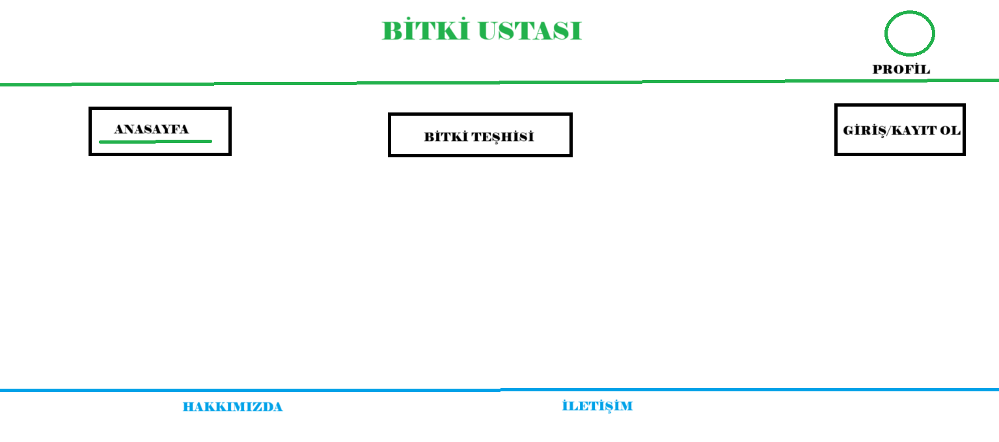 BİTKİ USTASI
PROFİL
ANASAYFA
BİTKİ TEŞHİSİ
GİRİŞ/KAYIT OL
HAKKIMIZDA
İLETİŞİM